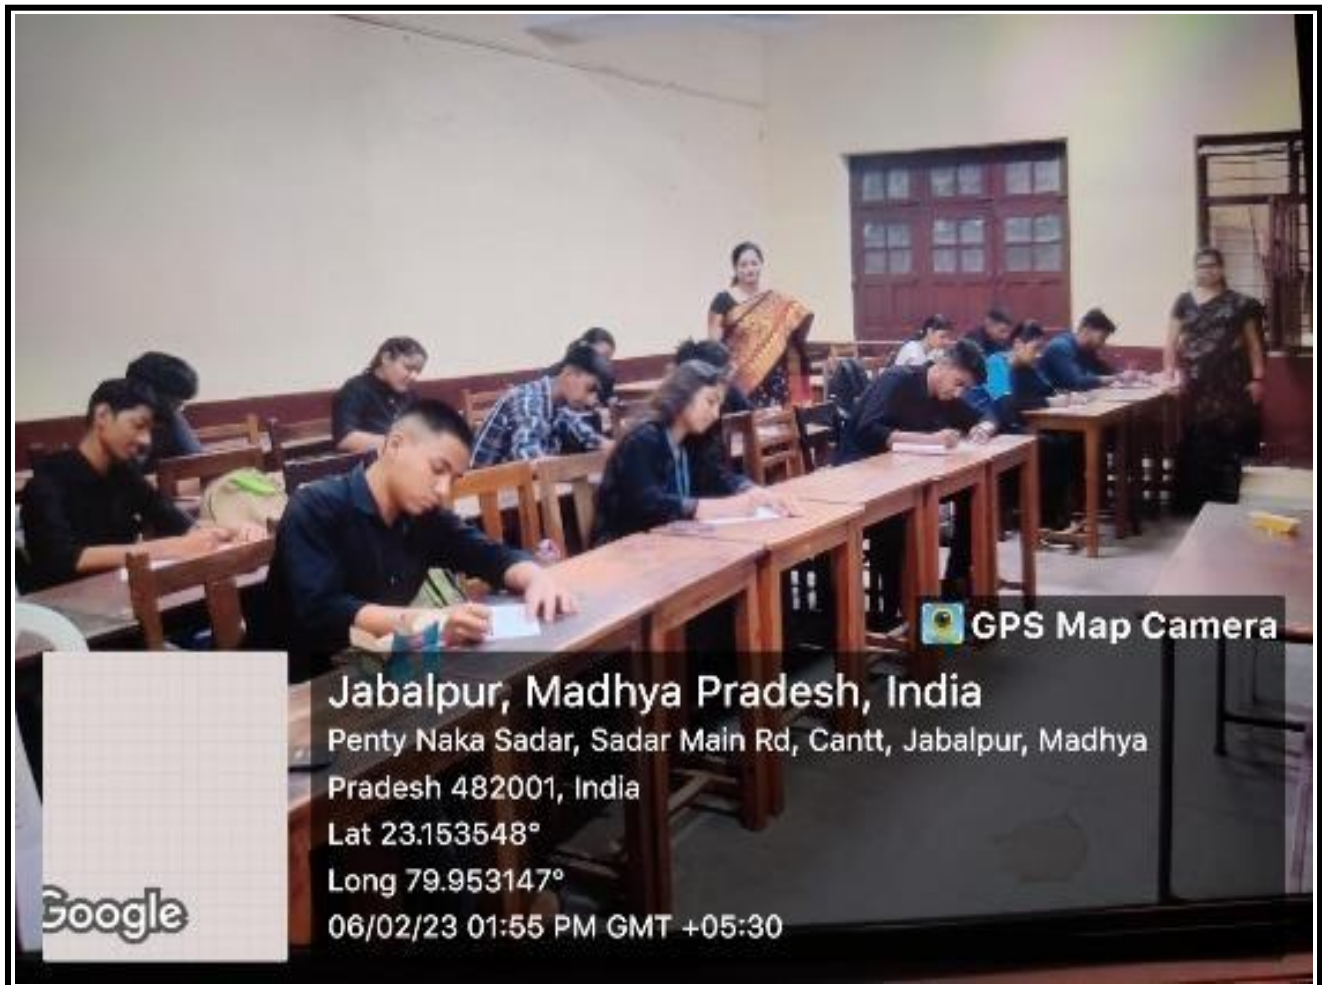 GPS Map Camera
Jabalpur, Madhya Pradesh, India
Penty Naka Sadar, Sadar Main Rd, Cantt, Jabalpur, Madhya
Pradesh 482001, India
Lat 23.153548°
Long 79.953147°
06/02/23 01:55 PM GMT +05:30
Google